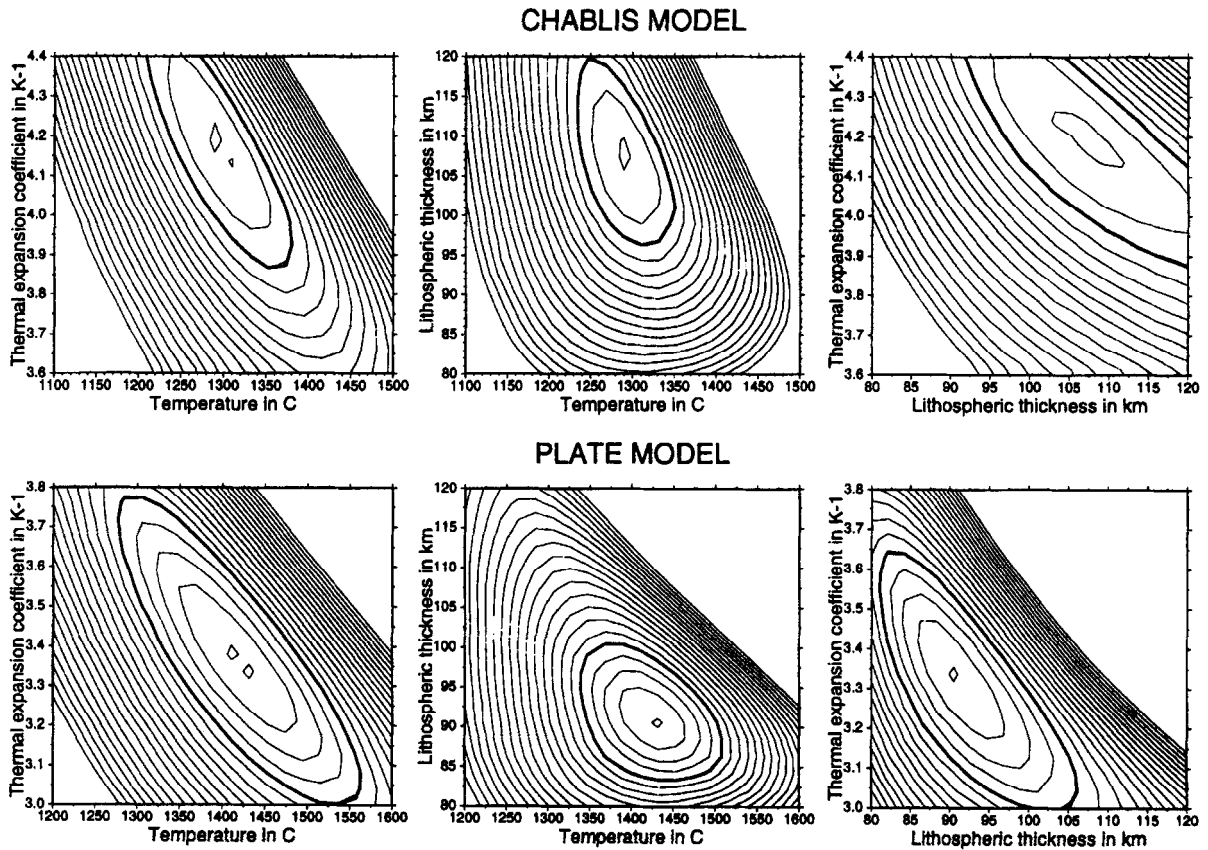 CHABLIS MODEL
Thermal expansion coefficient in K-1
4.4
4.3
4.2
4.1
4.0
3.9
3.8
3.7
3.6
1100 1150 1200 1250 1300 1350 1400 1450 1500
Temperature in C
Lithospheric thickness in km
120
115
110
105
100
95
90
85
80
1100 1150 1200 1250 1300 1350 1400 1450 1500
Temperature in C
Thermal expansion coefficient in K-1
4.4
4.3
4.2
4.1
4.0
3.9
3.8
3.7
3.6
80 85 90 95 100 105 110 115 120
Lithospheric thickness in km
PLATE MODEL
Thermal expansion coefficient in K-1
3.8
3.7
3.6
3.5
3.4
3.3
3.2
3.1
3.0
1200 1250 1300 1350 1400 1450 1500 1550 1600
Temperature in C
Lithospheric thickness in km
120
115
110
105
100
95
90
85
80
1200 1250 1300 1350 1400 1450 1500 1550 1600
Temperature in C
Thermal expansion coefficient in K-1
3.8
3.7
3.6
3.5
3.4
3.3
3.2
3.1
3.0
80 85 90 95 100 105 110 115 120
Lithospheric thickness in km